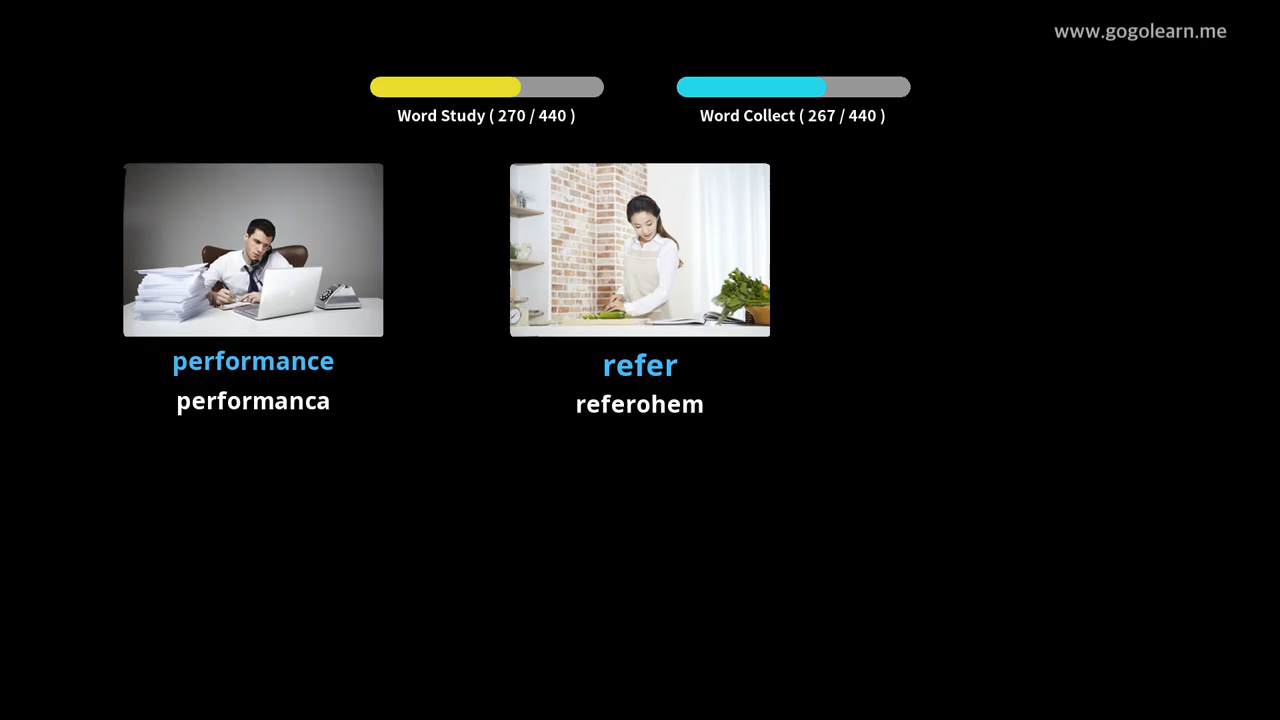 www.gogolearn.me
Word Study ( 270 / 440 )
Word Collect ( 267 / 440 )
performance
performanca
refer
referohem